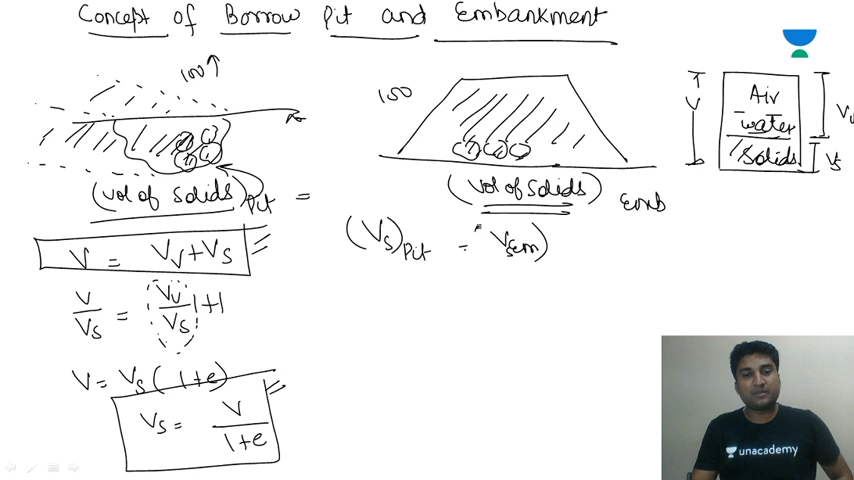 Concept of Borrow Pit and Embankment
100↑
100
Air
water
Solids
V
Vv
Vs
(vol of solids)Pit =
(vol of solids) Emb
V = Vv + Vs
(Vs)Pit = Vsem)
V/Vs = Vv/Vs + 1
V = Vs(1+e)
Vs = V/1+e
unacademy